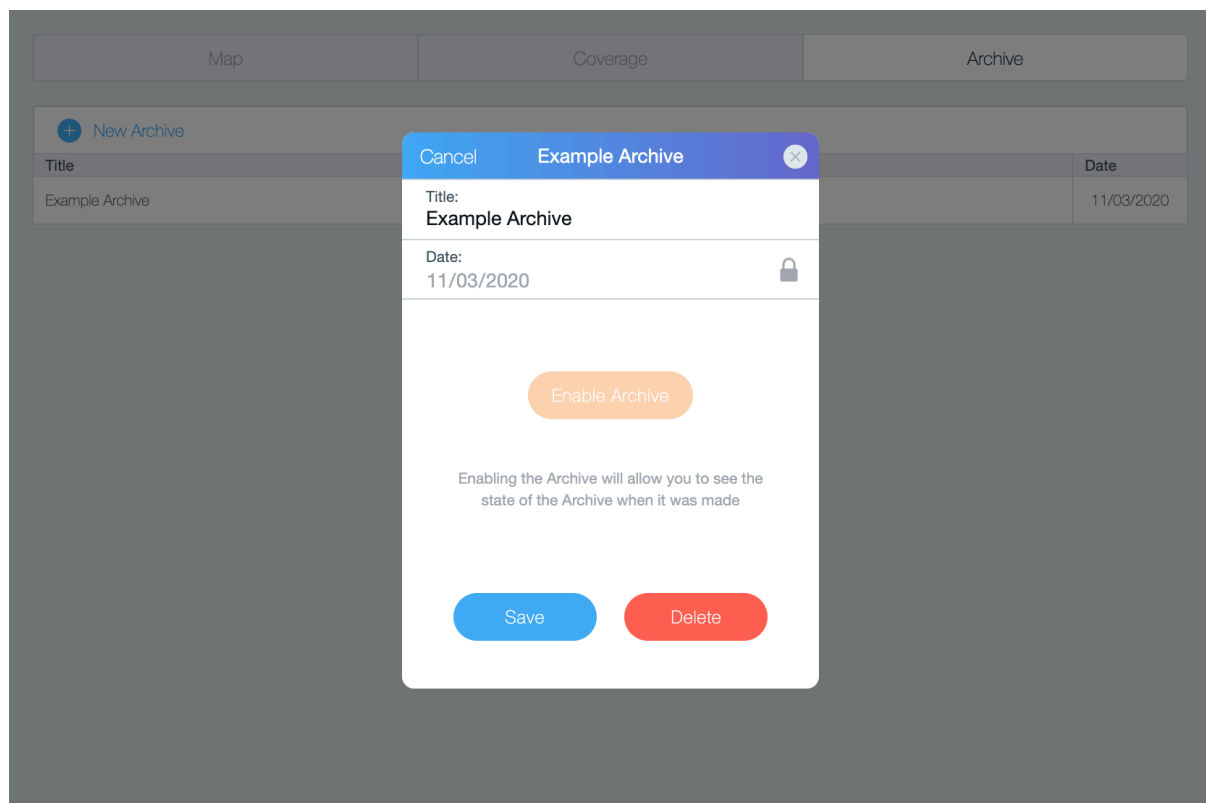 Map Coverage Archive
New Archive
Title Date
Example Archive 11/03/2020
Cancel Example Archive
Title:
Example Archive
Date:
11/03/2020
Enable Archive
Enabling the Archive will allow you to see the
state of the Archive when it was made
Save Delete